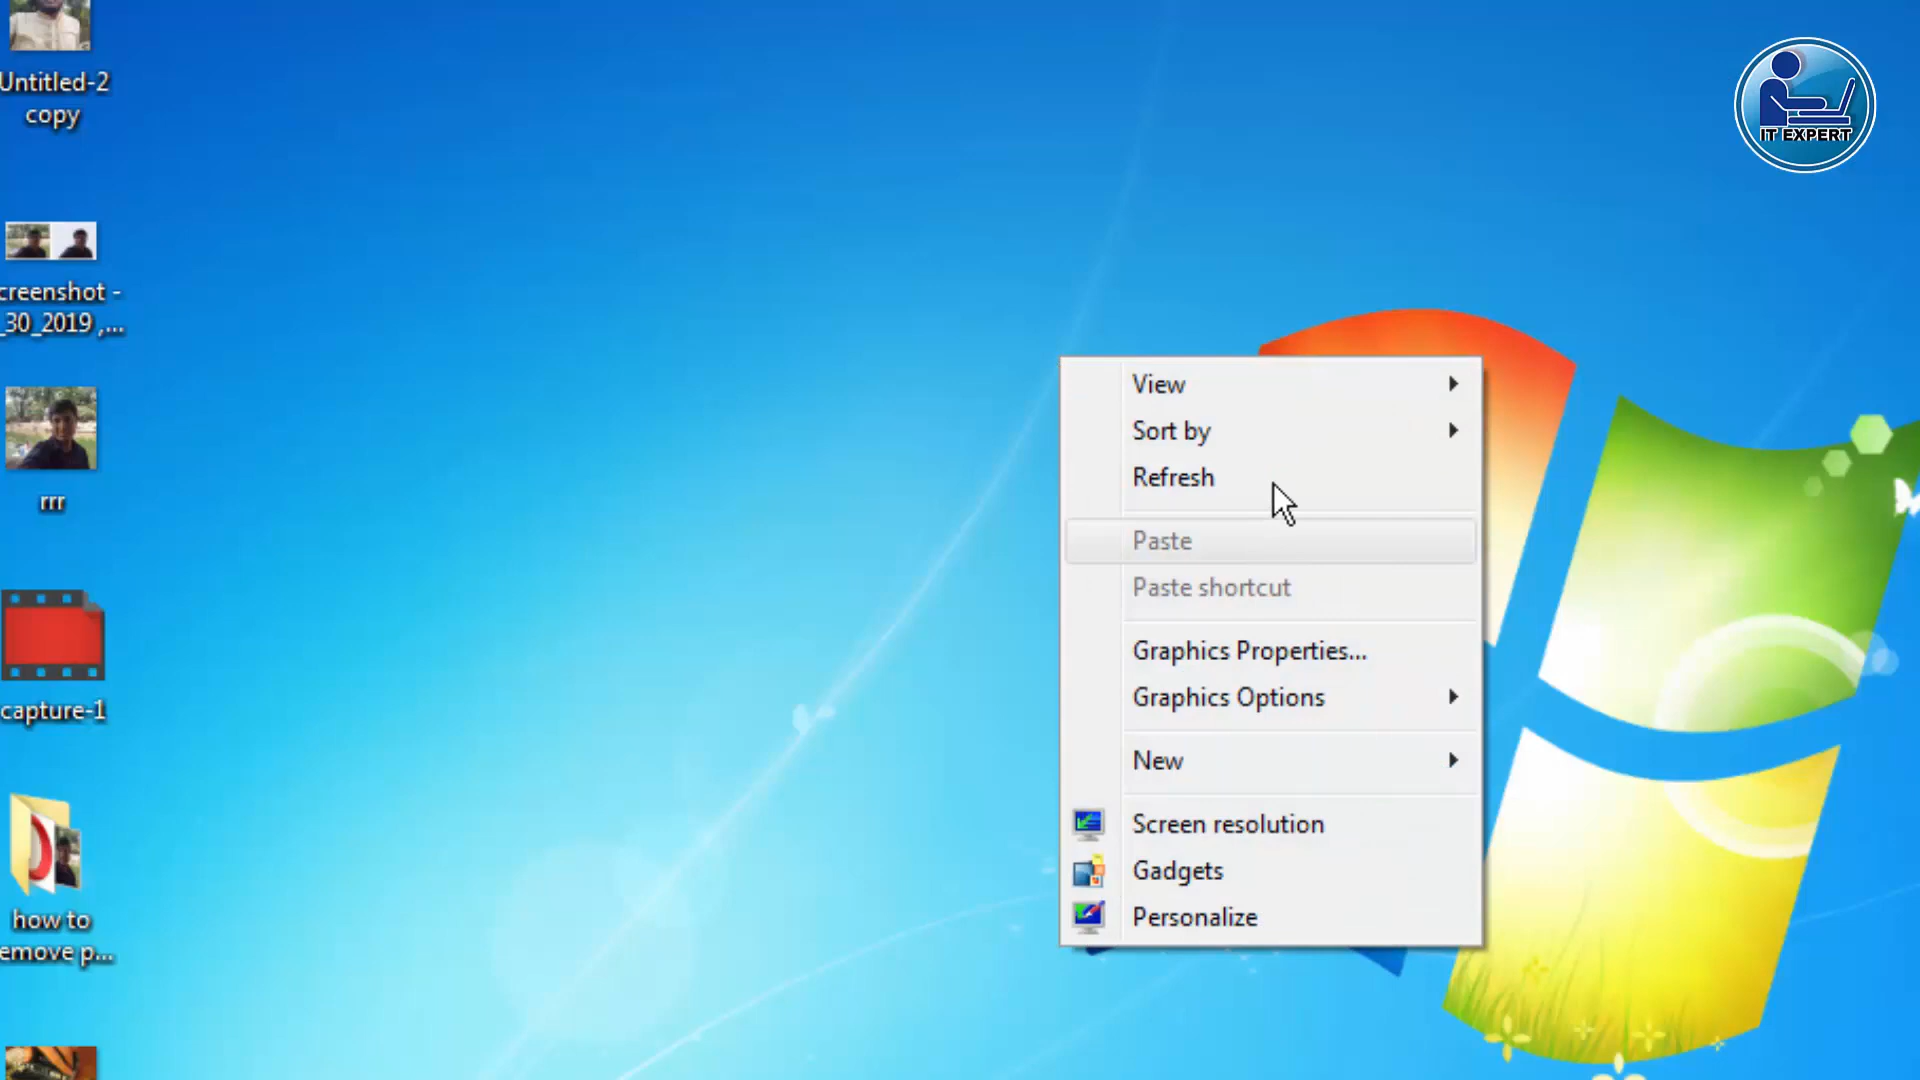 Untitled-2
copy
creenshot -
_30_2019 ,...
rrr
capture-1
how to
emove p...
IT EXPERT
View
Sort by
Refresh
Paste
Paste shortcut
Graphics Properties...
Graphics Options
New
Screen resolution
Gadgets
Personalize